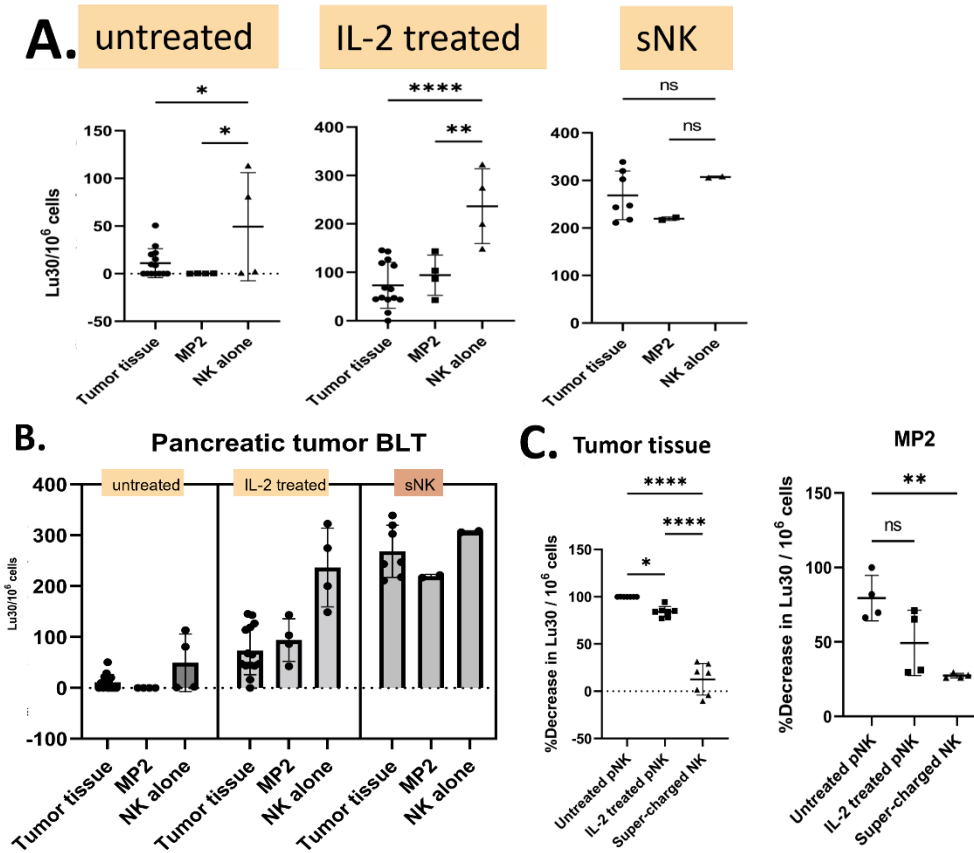 A.
untreated
IL-2 treated
sNK
*
*
150
100
50
0
-50
Lu30/10⁶ cells
Tumor tissue
MP2
NK alone
****
**
400
300
200
100
0
Tumor tissue
MP2
NK alone
ns
ns
400
300
200
100
0
Tumor tissue
MP2
NK alone
B.
Pancreatic tumor BLT
untreated
IL-2 treated
sNK
400
300
200
100
0
-100
Lu30/10⁶ cells
Tumor tissue
MP2
NK alone
Tumor tissue
MP2
NK alone
Tumor tissue
MP2
NK alone
C.
Tumor tissue
****
****
*
100
50
0
-50
%Decrease in Lu30 / 10⁶ cells
Untreated pNK
IL-2 treated pNK
Super-charged NK
MP2
**
ns
150
100
50
0
%Decrease in Lu30 / 10⁶ cells
Untreated pNK
IL-2 treated pNK
Super-charged NK